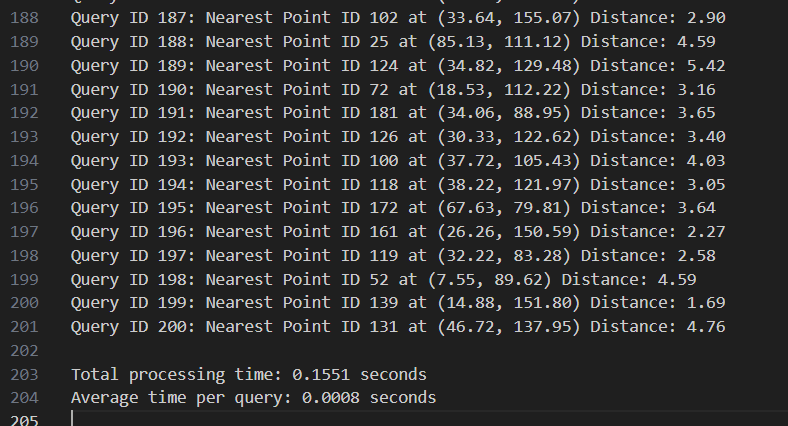 188 Query ID 187: Nearest Point ID 102 at (33.64, 155.07) Distance: 2.90
189 Query ID 188: Nearest Point ID 25 at (85.13, 111.12) Distance: 4.59
190 Query ID 189: Nearest Point ID 124 at (34.82, 129.48) Distance: 5.42
191 Query ID 190: Nearest Point ID 72 at (18.53, 112.22) Distance: 3.16
192 Query ID 191: Nearest Point ID 181 at (34.06, 88.95) Distance: 3.65
193 Query ID 192: Nearest Point ID 126 at (30.33, 122.62) Distance: 3.40
194 Query ID 193: Nearest Point ID 100 at (37.72, 105.43) Distance: 4.03
195 Query ID 194: Nearest Point ID 118 at (38.22, 121.97) Distance: 3.05
196 Query ID 195: Nearest Point ID 172 at (67.63, 79.81) Distance: 3.64
197 Query ID 196: Nearest Point ID 161 at (26.26, 150.59) Distance: 2.27
198 Query ID 197: Nearest Point ID 119 at (32.22, 83.28) Distance: 2.58
199 Query ID 198: Nearest Point ID 52 at (7.55, 89.62) Distance: 4.59
200 Query ID 199: Nearest Point ID 139 at (14.88, 151.80) Distance: 1.69
201 Query ID 200: Nearest Point ID 131 at (46.72, 137.95) Distance: 4.76
202
203 Total processing time: 0.1551 seconds
204 Average time per query: 0.0008 seconds
205